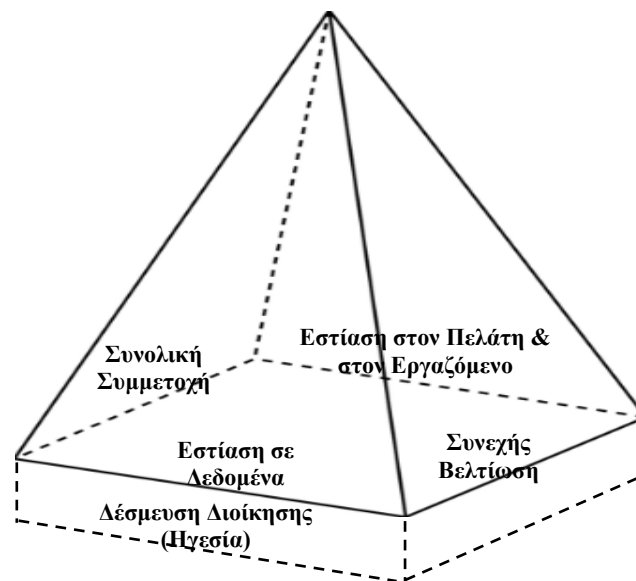 Εστίαση στον Πελάτη &
στον Εργαζόμενο
Συνολική
Συμμετοχή
Συνεχής
Βελτίωση
Εστίαση σε
Δεδομένα
Δέσμευση Διοίκησης
(Ηγεσία)